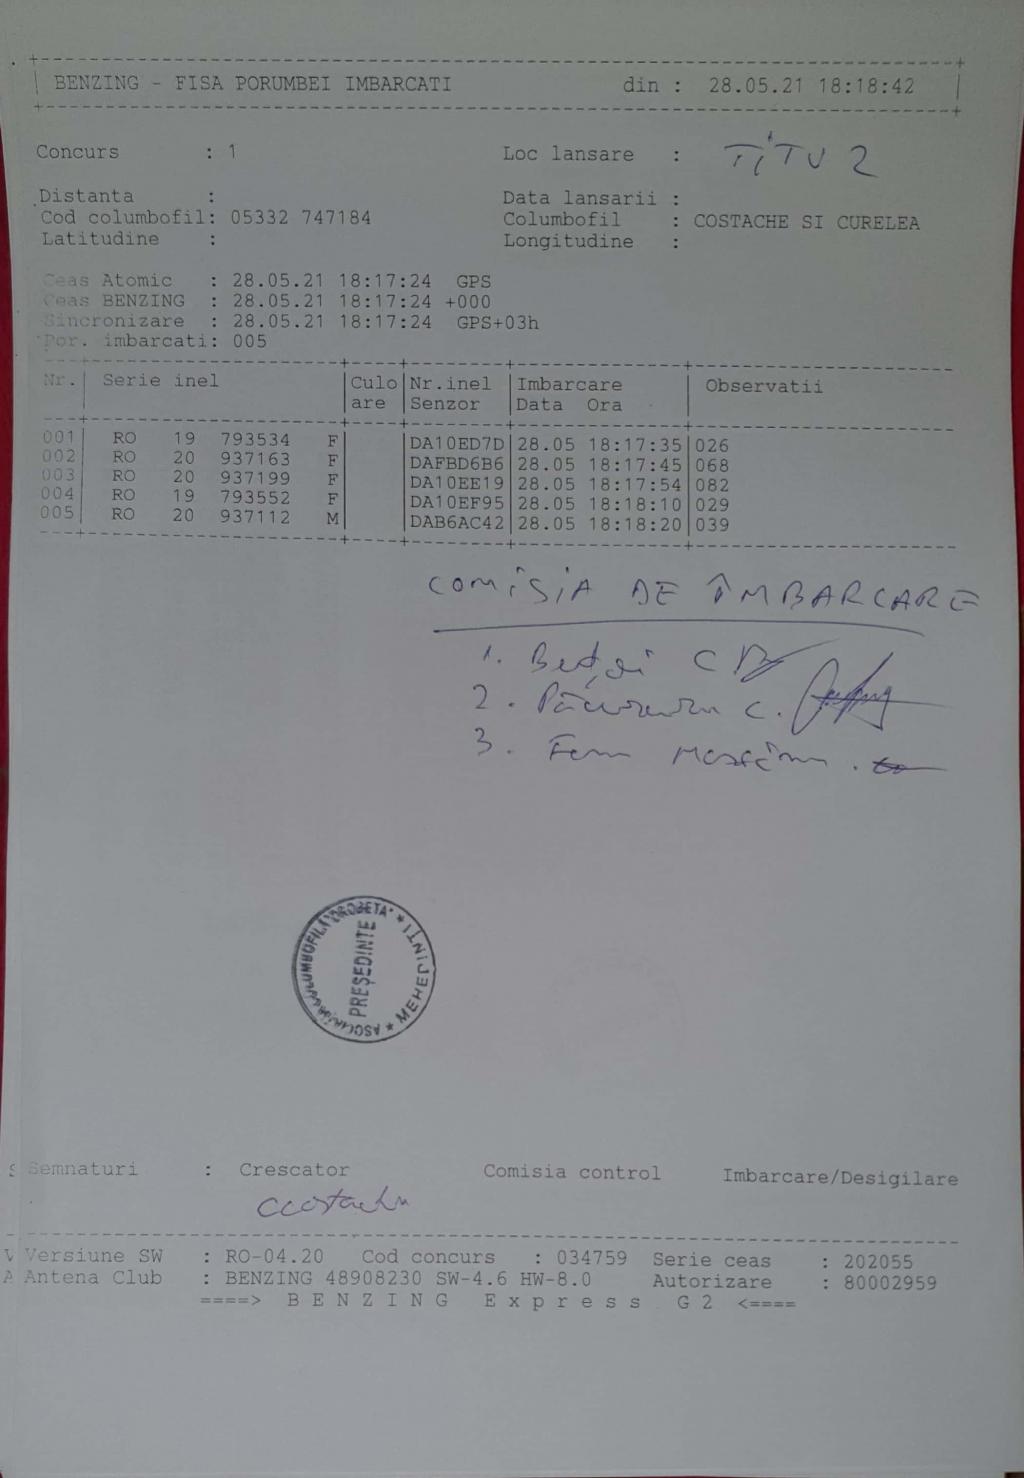 BENZING - FISA PORUMBEI IMBARCATI din : 28.05.21 18:18:42
Concurs : 1 Loc lansare : TITU 2
Distanta : Data lansarii :
Cod columbofil: 05332 747184 Columbofil : COSTACHE SI CURELEA
Latitudine : Longitudine :
Ceas Atomic : 28.05.21 18:17:24 GPS
Ceas BENZING : 28.05.21 18:17:24 +000
Sincronizare : 28.05.21 18:17:24 GPS+03h
Por. imbarcati: 005
Nr. Serie inel Culo Nr.inel Imbarcare Observatii
are Senzor Data Ora
001 RO 19 793534 F DA10ED7D 28.05 18:17:35 026
002 RO 20 937163 F DAFBD6B6 28.05 18:17:45 068
003 RO 20 937199 F DA10EE19 28.05 18:17:54 082
004 RO 19 793552 F DA10EF95 28.05 18:18:10 029
005 RO 20 937112 M DAB6AC42 28.05 18:18:20 039
COMISIA DE ÎMBARCARE
1.
2. C.
3.
COLUMBOFILA "DROBETA" * MEHEDINTI *
PREŞEDINTE
Semnaturi : Crescator Comisia control Imbarcare/Desigilare
Versiune SW : RO-04.20 Cod concurs : 034759 Serie ceas : 202055
Antena Club : BENZING 48908230 SW-4.6 HW-8.0 Autorizare : 80002959
====> B E N Z I N G E x p r e s s G 2 <====